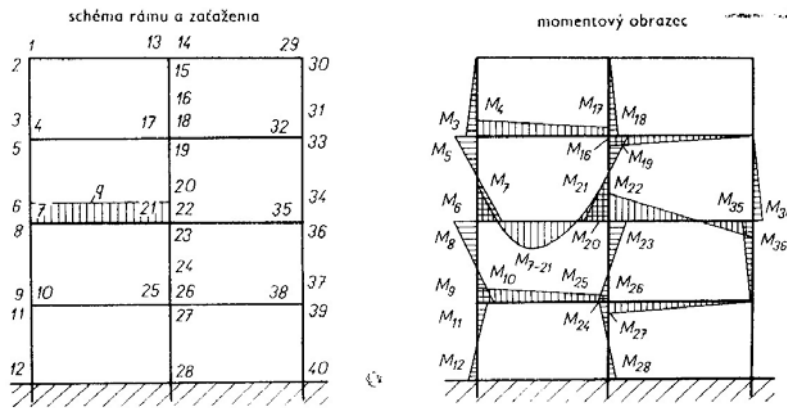 schéma rámu a zaťaženia
1 13 14 29
2 15 30
16 31
3 4 17 18 32 33
5 19
20 34
q
6 7 21 22 35
8 23 36
24 37
9 10 25 26 38 39
11 27
12 28 40
momentový obrazec
M4 M17 M18
M3
M5 M16 M19
M7 M21 M22
M6 M20 M35
M8 M7-21 M23 M36
M10 M25
M9 M26
M11 M24 M27
M12 M28